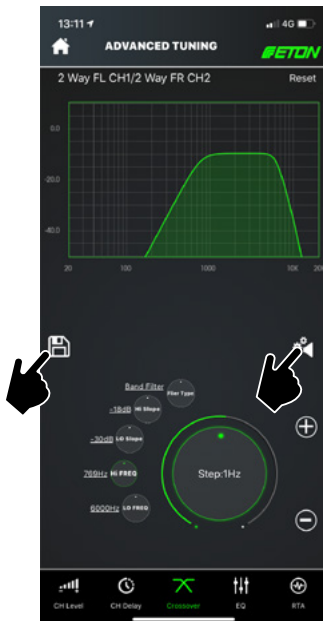 13:11
4G
ADVANCED TUNING
ETON
2 Way FL CH1/2 Way FR CH2
Reset
0.0
-20.0
-40.0
20
100
1000
10K
20
Band Filter
Flier Type
-18dB
Hi Slope
-30dB
LO Slope
769Hz
Hi FREQ
6000Hz
LO FREQ
Step:1Hz
CH Level
CH Delay
Crossover
EQ
RTA